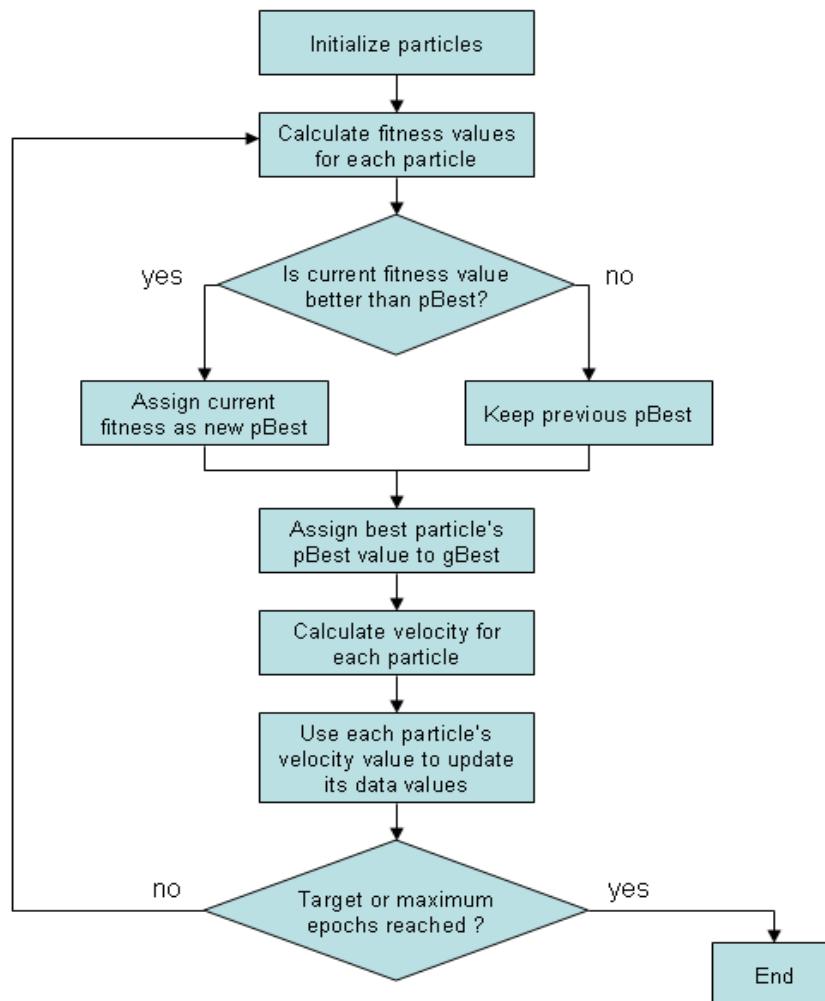 Initialize particles
Calculate fitness values
for each particle
Is current fitness value
better than pBest?
yes
no
Assign current
fitness as new pBest
Keep previous pBest
Assign best particle's
pBest value to gBest
Calculate velocity for
each particle
Use each particle's
velocity value to update
its data values
Target or maximum
epochs reached ?
no
yes
End